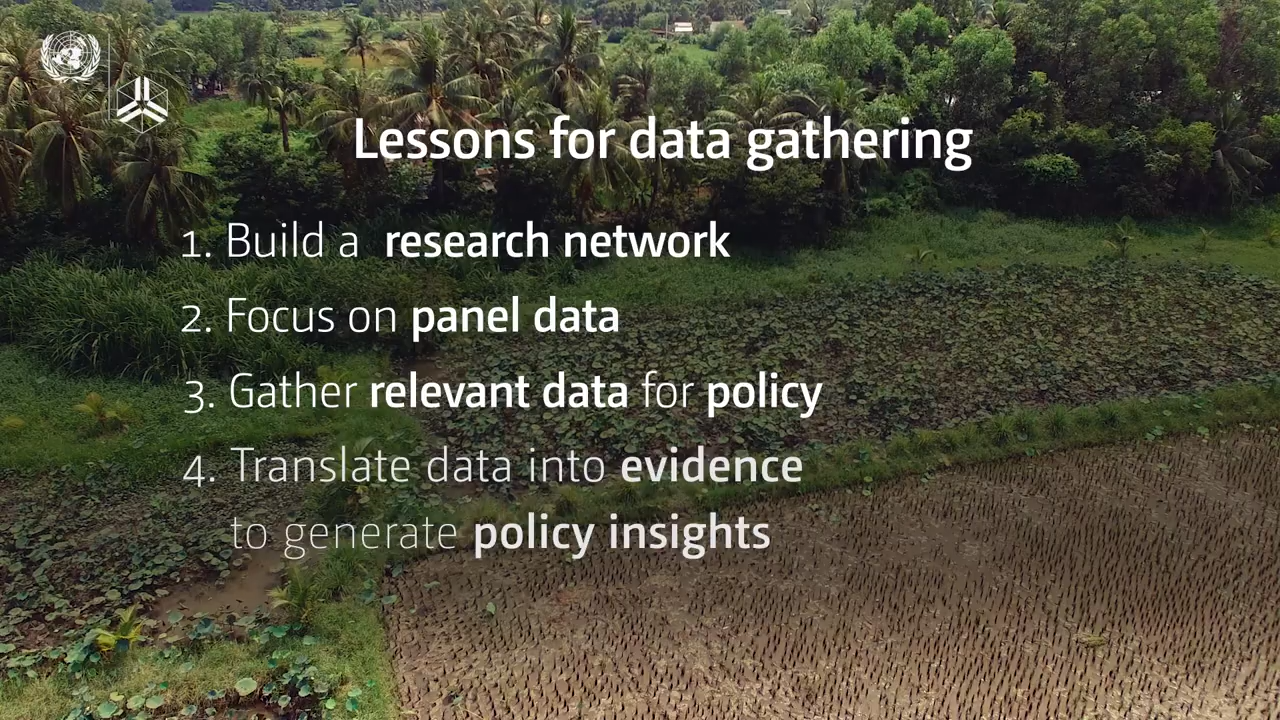 Lessons for data gathering
1. Build a research network
2. Focus on panel data
3. Gather relevant data for policy
4. Translate data into evidence
to generate policy insights